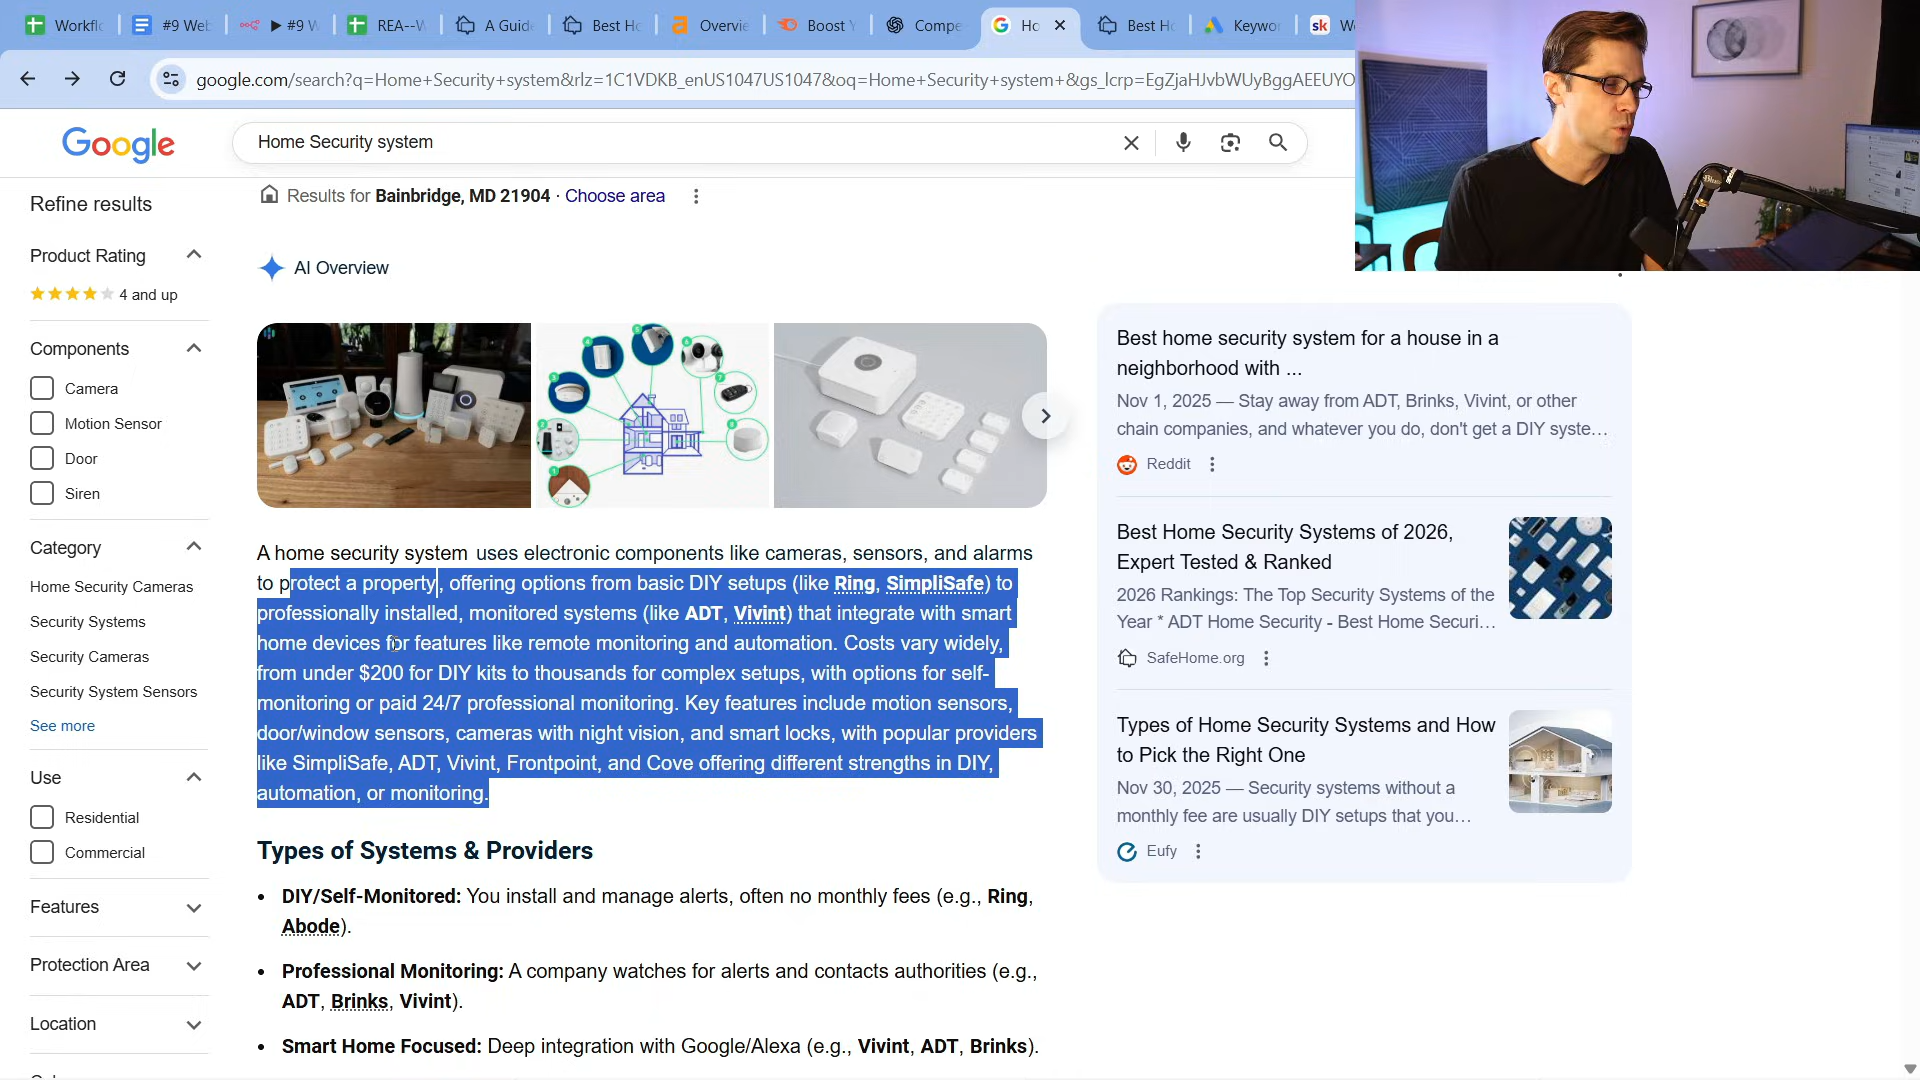 Workflo
#9 Web
#9 W
REA--W
A Guid
Best Ho
Overvie
Boost Y
Compe
Ho
Best Ho
Keywor
sk
google.com/search?q=Home+Security+system&rlz=1C1VDKB_enUS1047US1047&oq=Home+Security+system+&gs_lcrp=EgZjaHJvbWUyBggAEEUYO
Google
Home Security system
Refine results
Results for Bainbridge, MD 21904 · Choose area
Product Rating
4 and up
Components
Camera
Motion Sensor
Door
Siren
Category
Home Security Cameras
Security Systems
Security Cameras
Security System Sensors
See more
Use
Residential
Commercial
Features
Protection Area
Location
AI Overview
A home security system uses electronic components like cameras, sensors, and alarms
to protect a property, offering options from basic DIY setups (like Ring, SimpliSafe) to
professionally installed, monitored systems (like ADT, Vivint) that integrate with smart
home devices for features like remote monitoring and automation. Costs vary widely,
from under $200 for DIY kits to thousands for complex setups, with options for self-
monitoring or paid 24/7 professional monitoring. Key features include motion sensors,
door/window sensors, cameras with night vision, and smart locks, with popular providers
like SimpliSafe, ADT, Vivint, Frontpoint, and Cove offering different strengths in DIY,
automation, or monitoring.
Types of Systems & Providers
• DIY/Self-Monitored: You install and manage alerts, often no monthly fees (e.g., Ring,
Abode).
• Professional Monitoring: A company watches for alerts and contacts authorities (e.g.,
ADT, Brinks, Vivint).
• Smart Home Focused: Deep integration with Google/Alexa (e.g., Vivint, ADT, Brinks).
Best home security system for a house in a
neighborhood with ...
Nov 1, 2025 — Stay away from ADT, Brinks, Vivint, or other
chain companies, and whatever you do, don't get a DIY syste...
Reddit
Best Home Security Systems of 2026,
Expert Tested & Ranked
2026 Rankings: The Top Security Systems of the
Year * ADT Home Security - Best Home Securi...
SafeHome.org
Types of Home Security Systems and How
to Pick the Right One
Nov 30, 2025 — Security systems without a
monthly fee are usually DIY setups that you...
Eufy